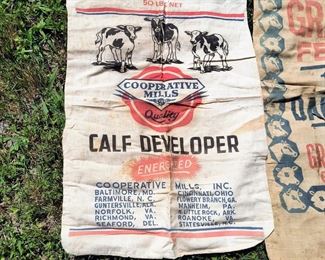 50 LBS. NET
COOPERATIVE
MILLS
Quality
CALF DEVELOPER
ENERGIZED
COOPERATIVE MILLS, INC.
BALTIMORE, MD. CINCINNATI, OHIO
FARMVILLE, N. C. FLOWERY BRANCH, GA.
GUNTERSVILLE, ALA. MANHEIM, PA.
NORFOLK, VA. N. LITTLE ROCK, ARK.
RICHMOND, VA. ROANOKE, VA.
SEAFORD, DEL. STATESVILLE, N.C.